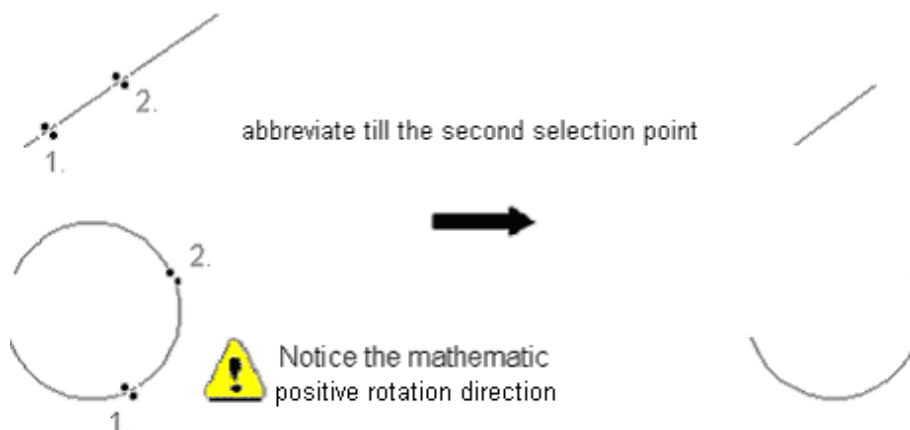 2.
1.
abbreviate till the second selection point
2.
Notice the mathematic
positive rotation direction
1.